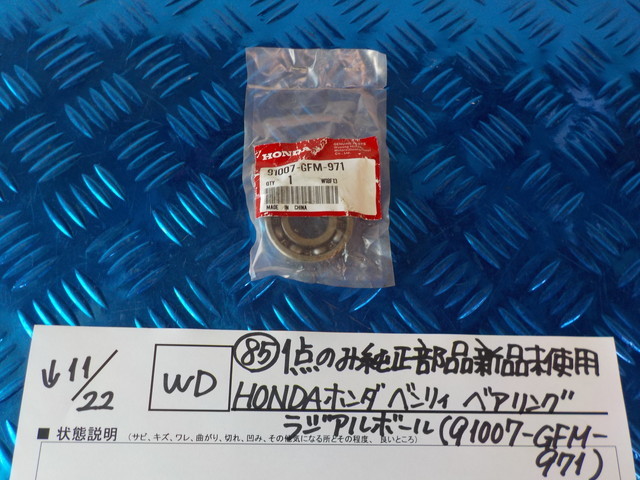 HONDA
91007-GFM-971
QTY 1
MADE IN CHINA
↓11/22
WD
85 1点のみ純正部品新品未使用
HONDAホンダ ベンリィ ベアリング
ラジアルボール(91007-GFM-
971)
■ 状態説明 (サビ、キズ、ワレ、曲がり、切れ、凹み、その他気になる所とその程度、良いところ)